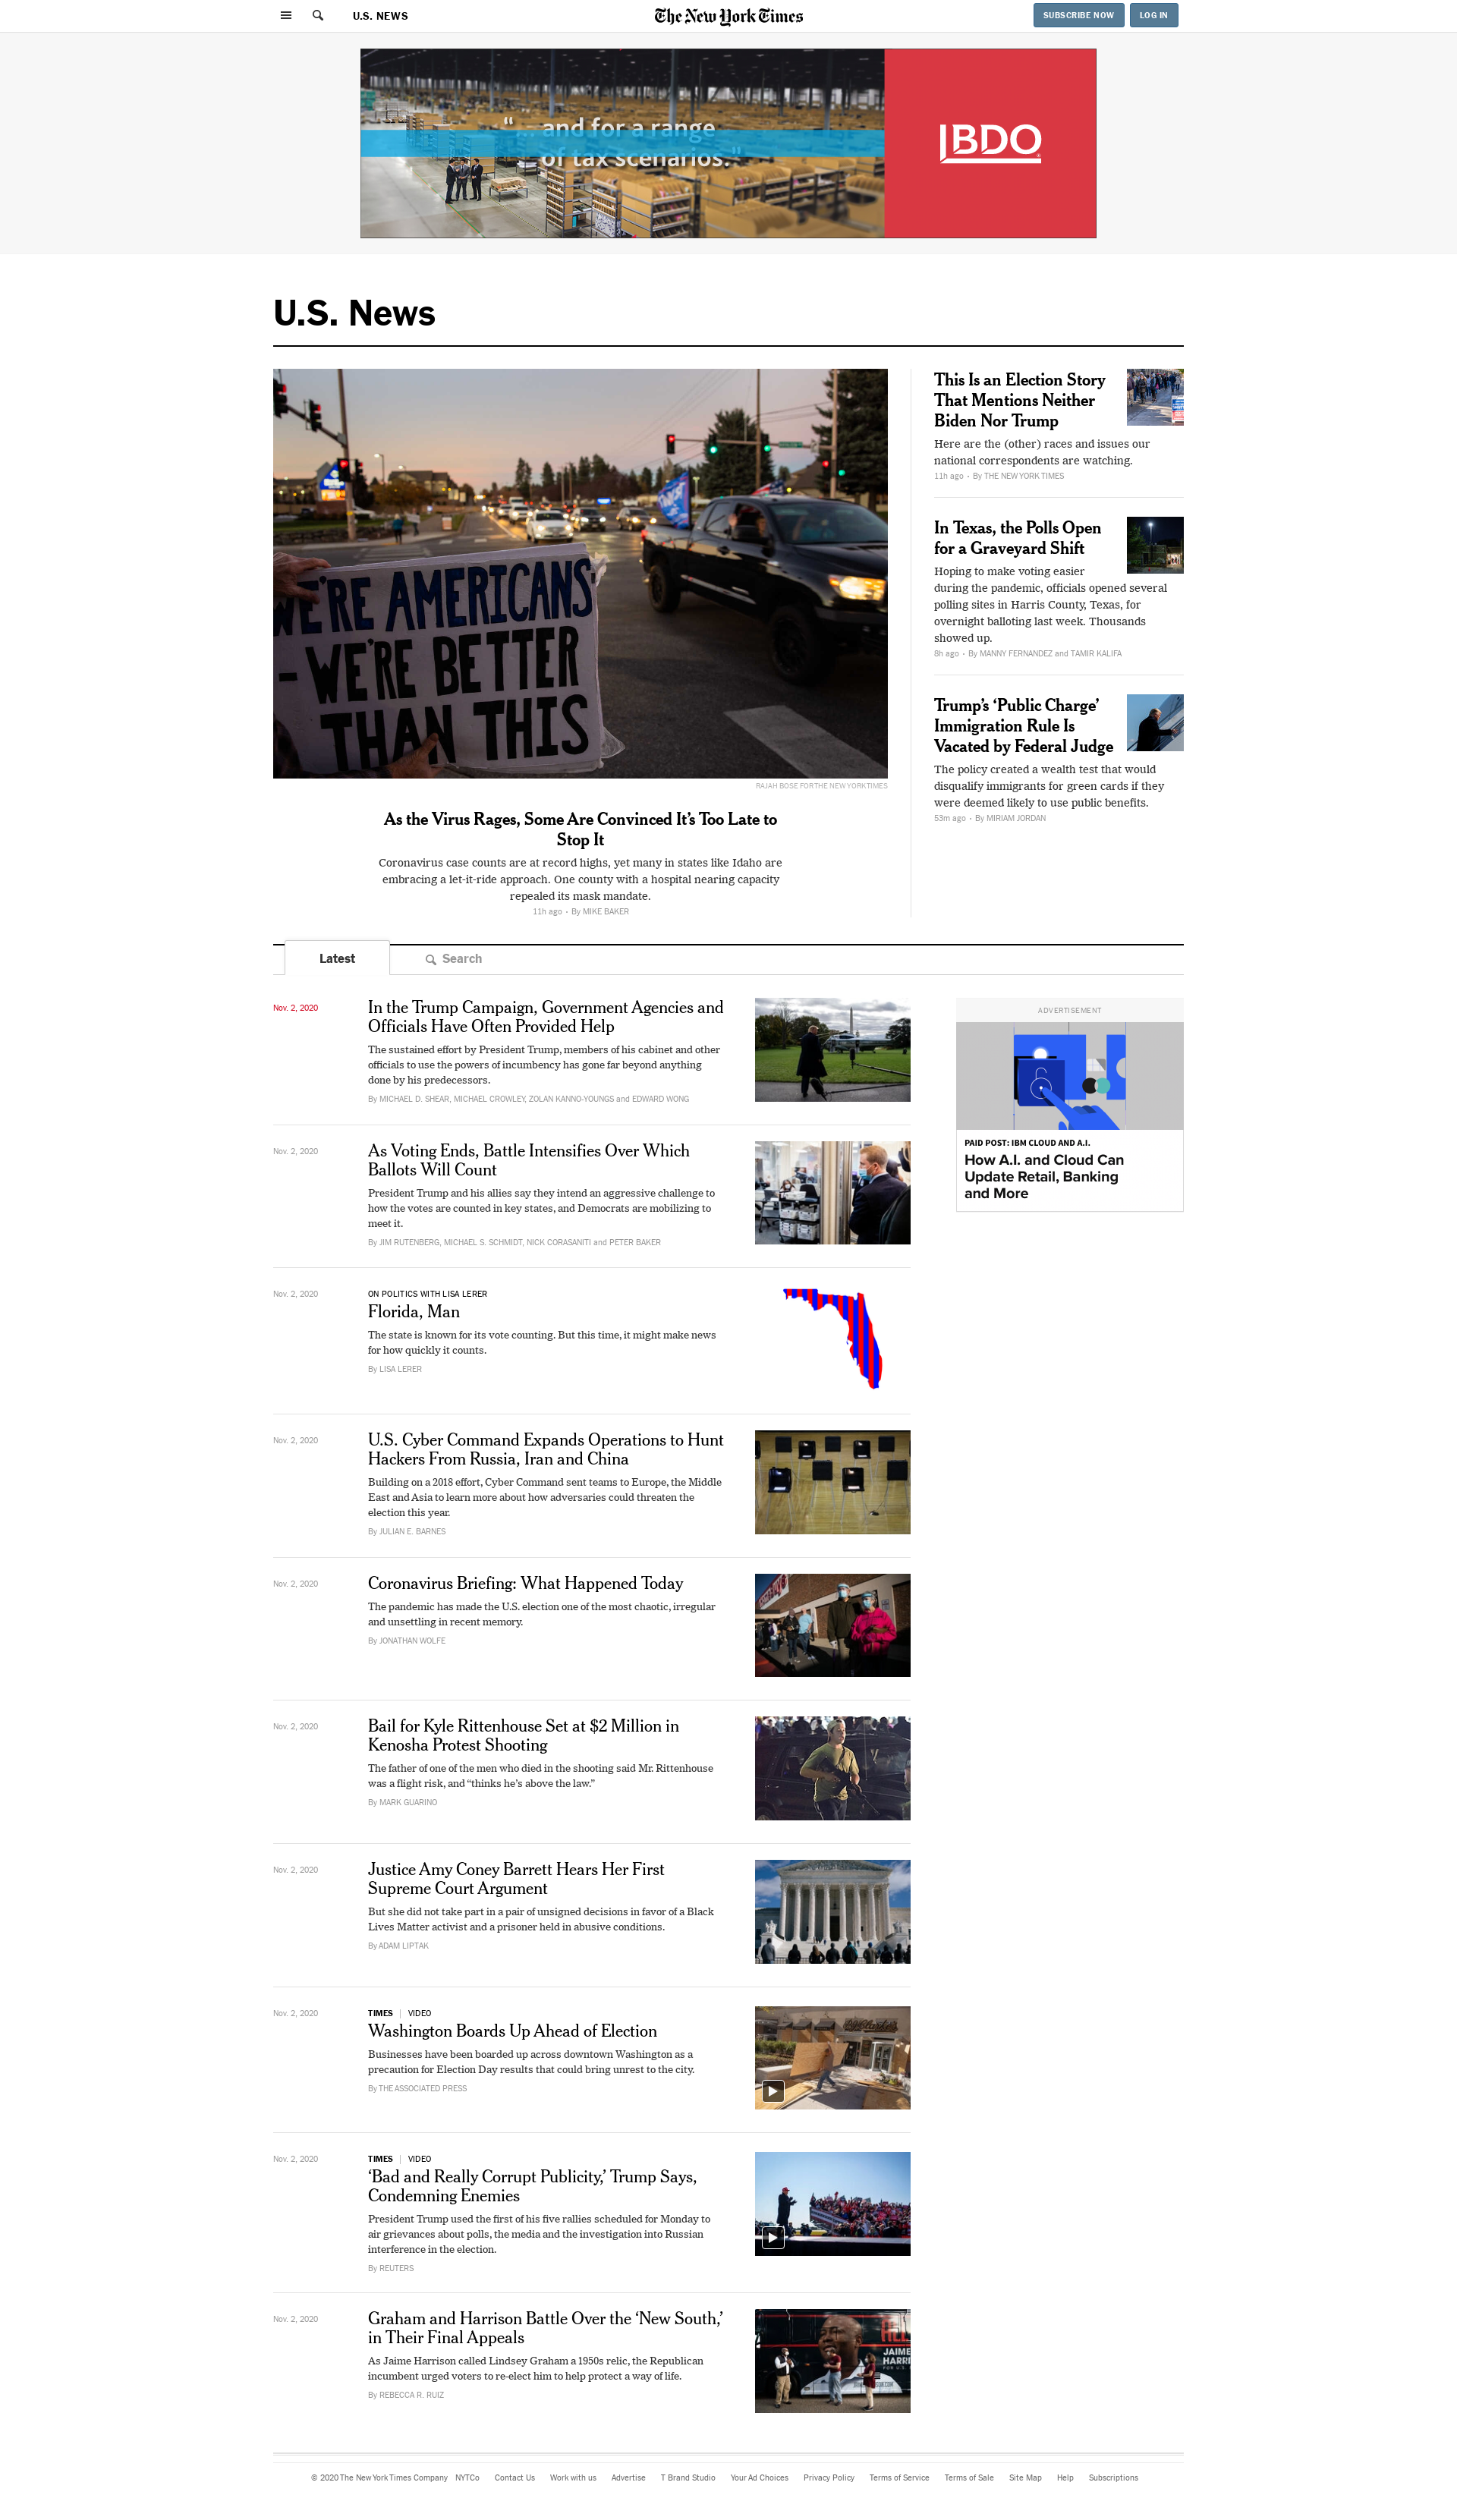 U.S. NEWS
The New York Times
SUBSCRIBE NOW
LOG IN
"... and for a range
of tax scenarios."
BDO
U.S. News
WE'RE AMERICANS
- WE'RE BETTER
THAN THIS
RAJAH BOSE FOR THE NEW YORK TIMES
As the Virus Rages, Some Are Convinced It's Too Late to
Stop It
Coronavirus case counts are at record highs, yet many in states like Idaho are
embracing a let-it-ride approach. One county with a hospital nearing capacity
repealed its mask mandate.
11h ago • By MIKE BAKER
This Is an Election Story
That Mentions Neither
Biden Nor Trump
Here are the (other) races and issues our
national correspondents are watching.
11h ago • By THE NEW YORK TIMES
In Texas, the Polls Open
for a Graveyard Shift
Hoping to make voting easier
during the pandemic, officials opened several
polling sites in Harris County, Texas, for
overnight balloting last week. Thousands
showed up.
8h ago • By MANNY FERNANDEZ and TAMIR KALIFA
Trump's 'Public Charge'
Immigration Rule Is
Vacated by Federal Judge
The policy created a wealth test that would
disqualify immigrants for green cards if they
were deemed likely to use public benefits.
53m ago • By MIRIAM JORDAN
Latest
Search
Nov. 2, 2020
In the Trump Campaign, Government Agencies and
Officials Have Often Provided Help
The sustained effort by President Trump, members of his cabinet and other
officials to use the powers of incumbency has gone far beyond anything
done by his predecessors.
By MICHAEL D. SHEAR, MICHAEL CROWLEY, ZOLAN KANNO-YOUNGS and EDWARD WONG
ADVERTISEMENT
PAID POST: IBM CLOUD AND A.I.
How A.I. and Cloud Can
Update Retail, Banking
and More
Nov. 2, 2020
As Voting Ends, Battle Intensifies Over Which
Ballots Will Count
President Trump and his allies say they intend an aggressive challenge to
how the votes are counted in key states, and Democrats are mobilizing to
meet it.
By JIM RUTENBERG, MICHAEL S. SCHMIDT, NICK CORASANITI and PETER BAKER
Nov. 2, 2020
ON POLITICS WITH LISA LERER
Florida, Man
The state is known for its vote counting. But this time, it might make news
for how quickly it counts.
By LISA LERER
Nov. 2, 2020
U.S. Cyber Command Expands Operations to Hunt
Hackers From Russia, Iran and China
Building on a 2018 effort, Cyber Command sent teams to Europe, the Middle
East and Asia to learn more about how adversaries could threaten the
election this year.
By JULIAN E. BARNES
Nov. 2, 2020
Coronavirus Briefing: What Happened Today
The pandemic has made the U.S. election one of the most chaotic, irregular
and unsettling in recent memory.
By JONATHAN WOLFE
Nov. 2, 2020
Bail for Kyle Rittenhouse Set at $2 Million in
Kenosha Protest Shooting
The father of one of the men who died in the shooting said Mr. Rittenhouse
was a flight risk, and "thinks he's above the law."
By MARK GUARINO
Nov. 2, 2020
Justice Amy Coney Barrett Hears Her First
Supreme Court Argument
But she did not take part in a pair of unsigned decisions in favor of a Black
Lives Matter activist and a prisoner held in abusive conditions.
By ADAM LIPTAK
Nov. 2, 2020
TIMES | VIDEO
Washington Boards Up Ahead of Election
Businesses have been boarded up across downtown Washington as a
precaution for Election Day results that could bring unrest to the city.
By THE ASSOCIATED PRESS
Nov. 2, 2020
TIMES | VIDEO
'Bad and Really Corrupt Publicity,' Trump Says,
Condemning Enemies
President Trump used the first of his five rallies scheduled for Monday to
air grievances about polls, the media and the investigation into Russian
interference in the election.
By REUTERS
Nov. 2, 2020
Graham and Harrison Battle Over the 'New South,'
in Their Final Appeals
As Jaime Harrison called Lindsey Graham a 1950s relic, the Republican
incumbent urged voters to re-elect him to help protect a way of life.
By REBECCA R. RUIZ
JAIME
HARRI
© 2020 The New York Times Company NYTCo Contact Us Work with us Advertise T Brand Studio Your Ad Choices Privacy Policy Terms of Service Terms of Sale Site Map Help Subscriptions